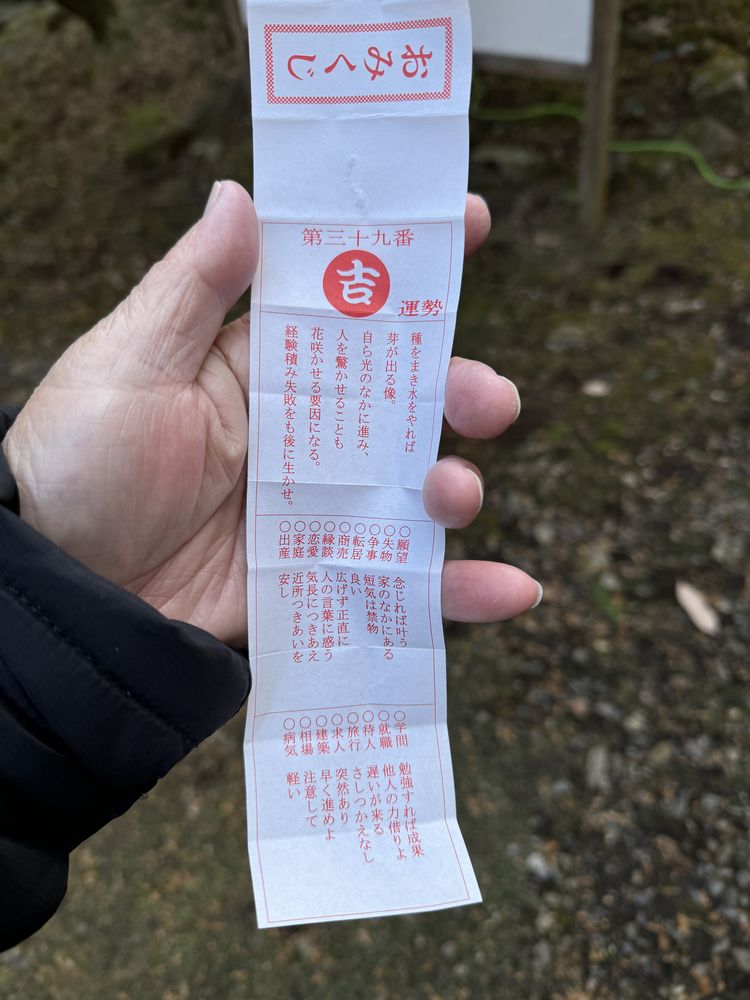 おみくじ
第三十九番
吉
運勢
種をまき水をやれば
芽が出る像。
自ら光のなかに進み、
人を驚かせることも
花咲かせる要因になる。
経験積み失敗をも後に生かせ。
○願望 念じれば叶う
○失物 家のなかにある
○争事 短気は禁物
○転居 良い
○商売 広げず正直に
○縁談 人の言葉に惑う
○恋愛 気長につきあえ
○家庭 近所つきあいを
○出産 安し
○学問 勉強すれば成果
○就職 他人の力借りよ
○待人 遅いが来る
○旅行 さしつかえなし
○求人 突然あり
○建築 早く進めよ
○相場 注意して
○病気 軽い